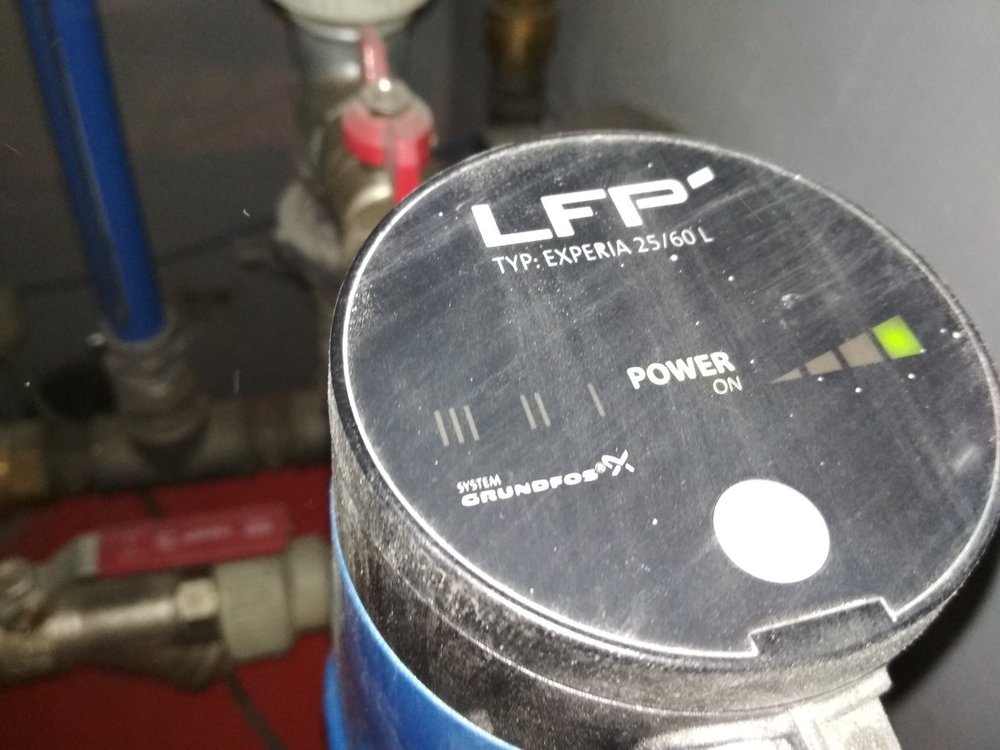 LFP
TYP: EXPERIA 25/60 L
POWER
ON
III II I
SYSTEM
GRUNDFOS®